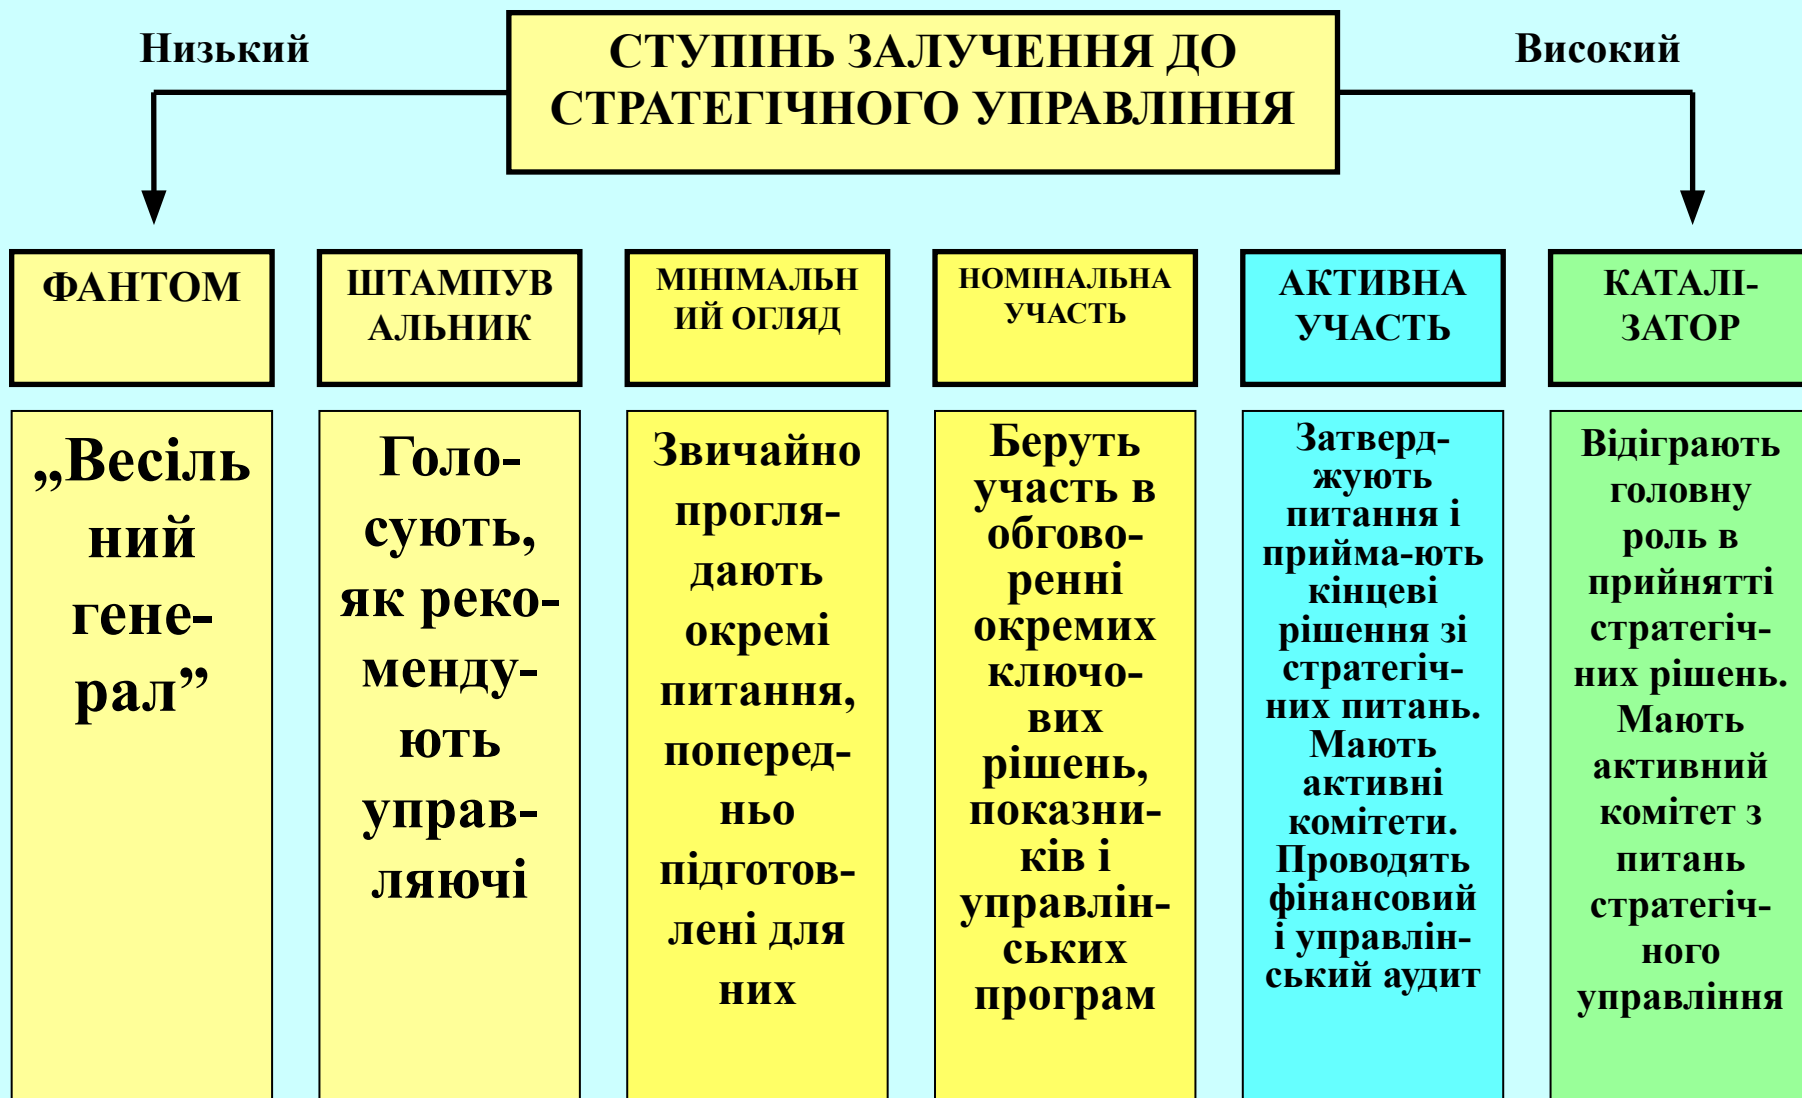 Низький
СТУПІНЬ ЗАЛУЧЕННЯ ДО
СТРАТЕГІЧНОГО УПРАВЛІННЯ
Високий
ФАНТОМ
ШТАМПУВ
АЛЬНИК
МІНІМАЛЬН
ИЙ ОГЛЯД
НОМІНАЛЬНА
УЧАСТЬ
АКТИВНА
УЧАСТЬ
КАТАЛІ-
ЗАТОР
„Весіль
ний
гене-
рал”
Голо-
сують,
як реко-
менду-
ють
управ-
ляючі
Звичайно
прогля-
дають
окремі
питання,
поперед-
ньо
підготов-
лені для
них
Беруть
участь в
обгово-
ренні
окремих
ключо-
вих
рішень,
показни-
ків і
управлін-
ських
програм
Затверд-
жують
питання і
прийма-ють
кінцеві
рішення зі
стратегіч-
них питань.
Мають
активні
комітети.
Проводять
фінансовий
і управлін-
ський аудит
Відіграють
головну
роль в
прийнятті
стратегіч-
них рішень.
Мають
активний
комітет з
питань
стратегіч-
ного
управління